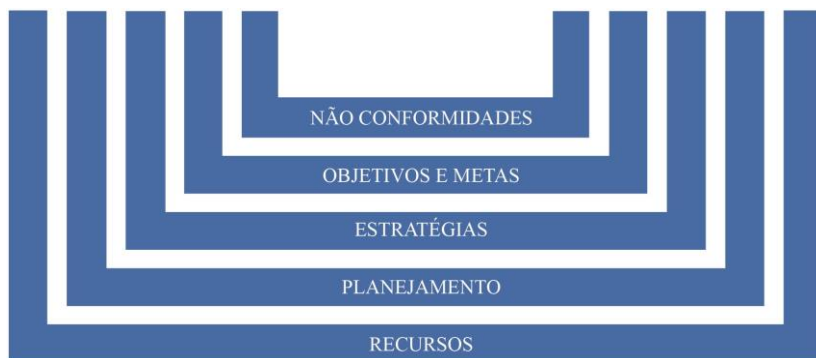 NÃO CONFORMIDADES
OBJETIVOS E METAS
ESTRATÉGIAS
PLANEJAMENTO
RECURSOS